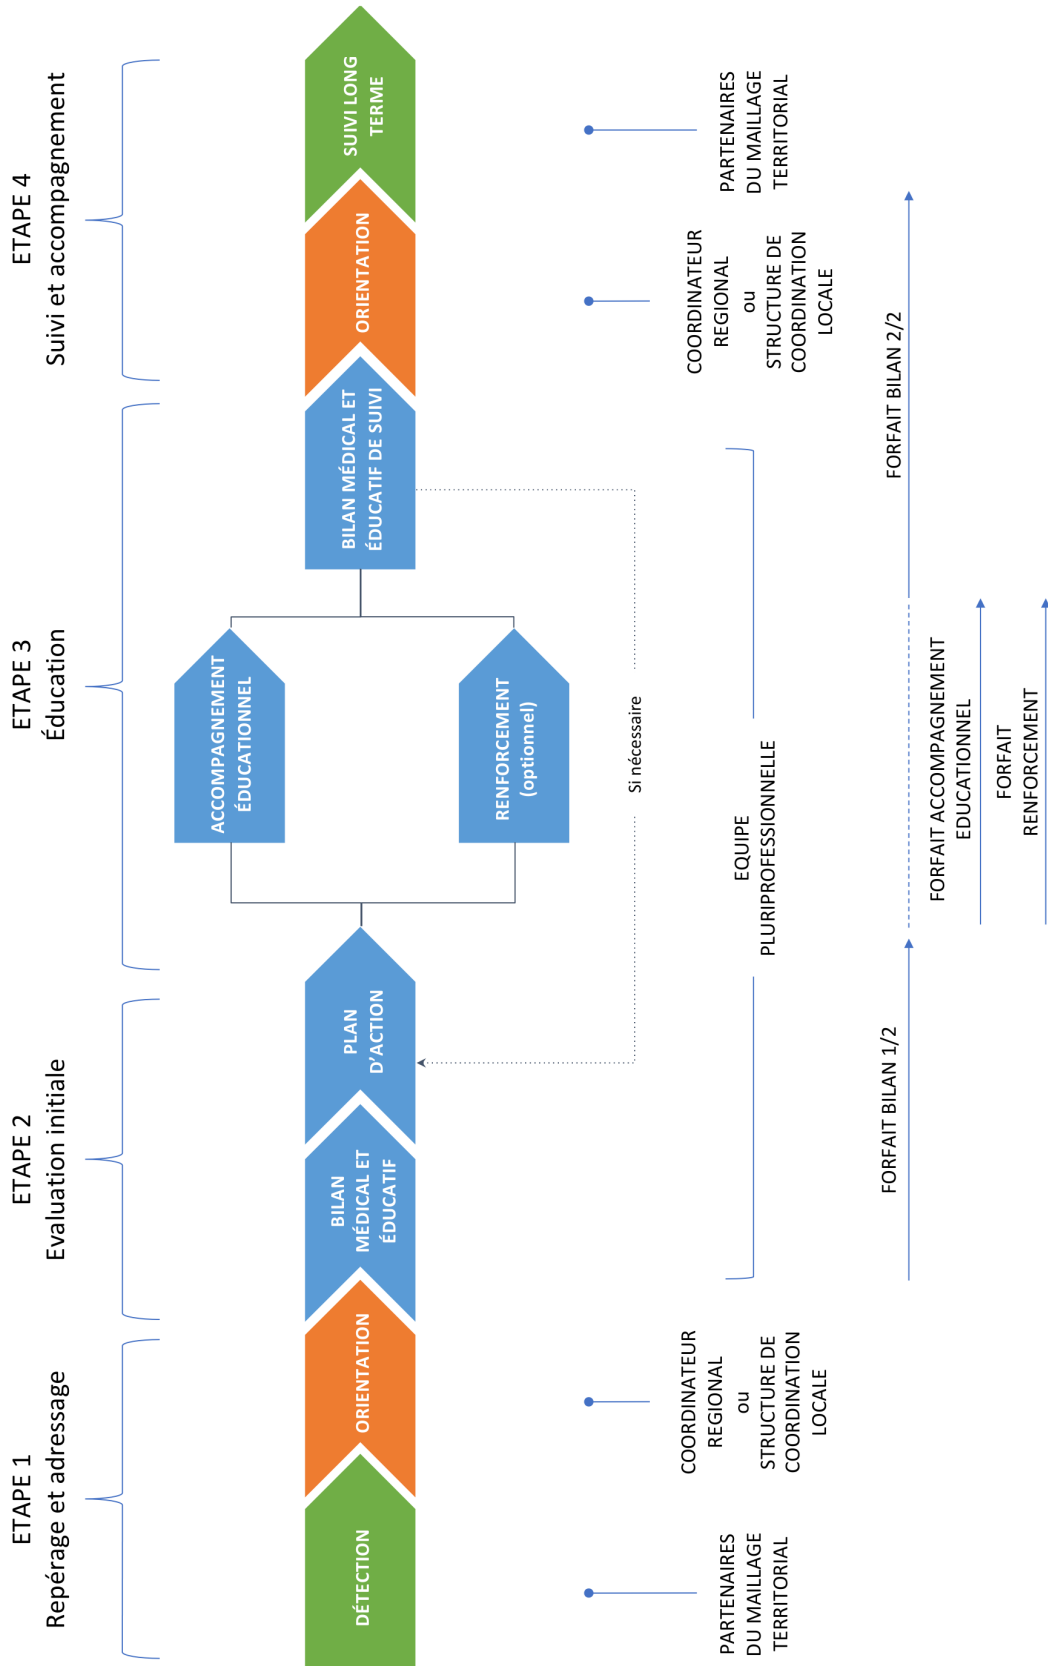 ETAPE 1
Repérage et adressage
ETAPE 2
Evaluation initiale
ETAPE 3
Éducation
ETAPE 4
Suivi et accompagnement
DÉTECTION
ORIENTATION
BILAN
MÉDICAL ET
ÉDUCATIF
PLAN
D'ACTION
ACCOMPAGNEMENT
ÉDUCATIONNEL
RENFORCEMENT
(optionnel)
BILAN MÉDICAL ET
ÉDUCATIF DE SUIVI
ORIENTATION
SUIVI LONG
TERME
Si nécessaire
PARTENAIRES
DU MAILLAGE
TERRITORIAL
COORDINATEUR
REGIONAL
ou
STRUCTURE DE
COORDINATION
LOCALE
EQUIPE
PLURIPROFESSIONNELLE
COORDINATEUR
REGIONAL
ou
STRUCTURE DE
COORDINATION
LOCALE
PARTENAIRES
DU MAILLAGE
TERRITORIAL
FORFAIT BILAN 1/2
FORFAIT BILAN 2/2
FORFAIT ACCOMPAGNEMENT
EDUCATIONNEL
FORFAIT
RENFORCEMENT